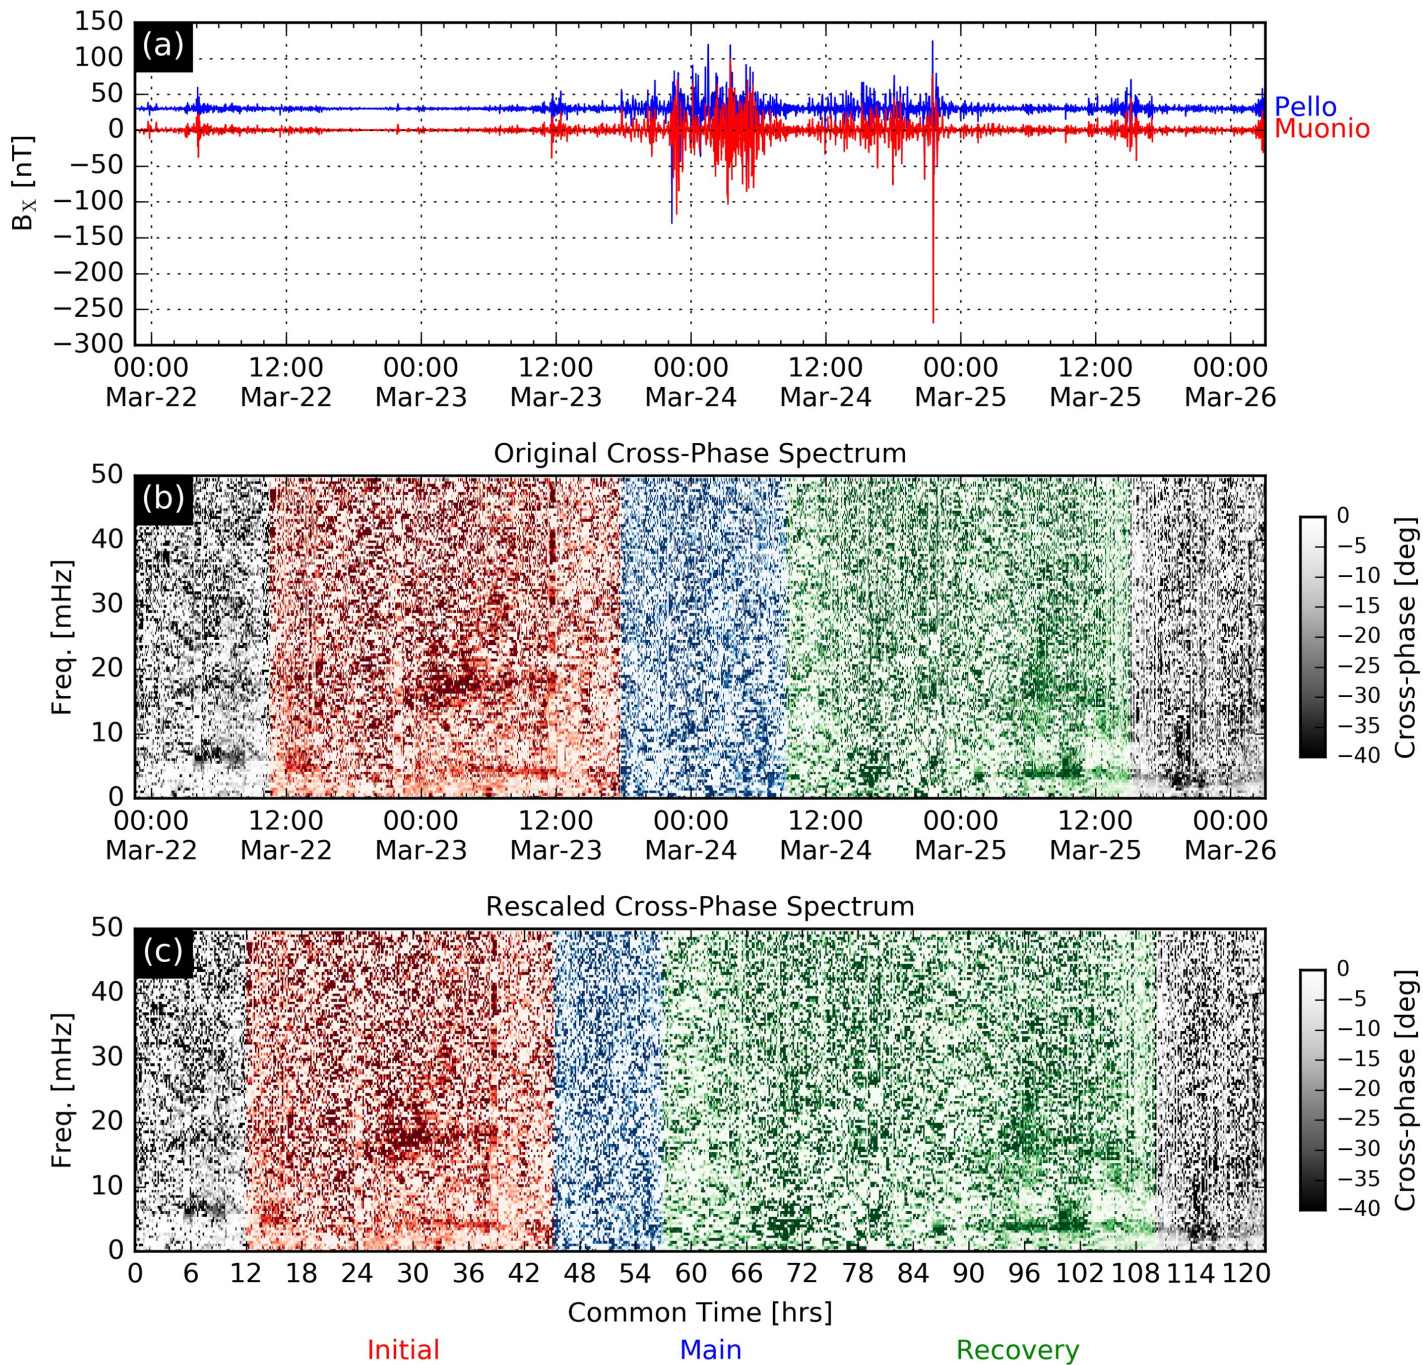 (a)
150
100
50
0
−50
−100
−150
−200
−250
−300
B_X [nT]
Pello
Muonio
00:00 12:00 00:00 12:00 00:00 12:00 00:00 12:00 00:00
Mar-22 Mar-22 Mar-23 Mar-23 Mar-24 Mar-24 Mar-25 Mar-25 Mar-26
Original Cross-Phase Spectrum
(b)
50
40
30
20
10
0
Freq. [mHz]
0
−5
−10
−15
−20
−25
−30
−35
−40
Cross-phase [deg]
00:00 12:00 00:00 12:00 00:00 12:00 00:00 12:00 00:00
Mar-22 Mar-22 Mar-23 Mar-23 Mar-24 Mar-24 Mar-25 Mar-25 Mar-26
Rescaled Cross-Phase Spectrum
(c)
50
40
30
20
10
0
Freq. [mHz]
0
−5
−10
−15
−20
−25
−30
−35
−40
Cross-phase [deg]
0 6 12 18 24 30 36 42 48 54 60 66 72 78 84 90 96 102 108 114 120
Common Time [hrs]
Initial Main Recovery